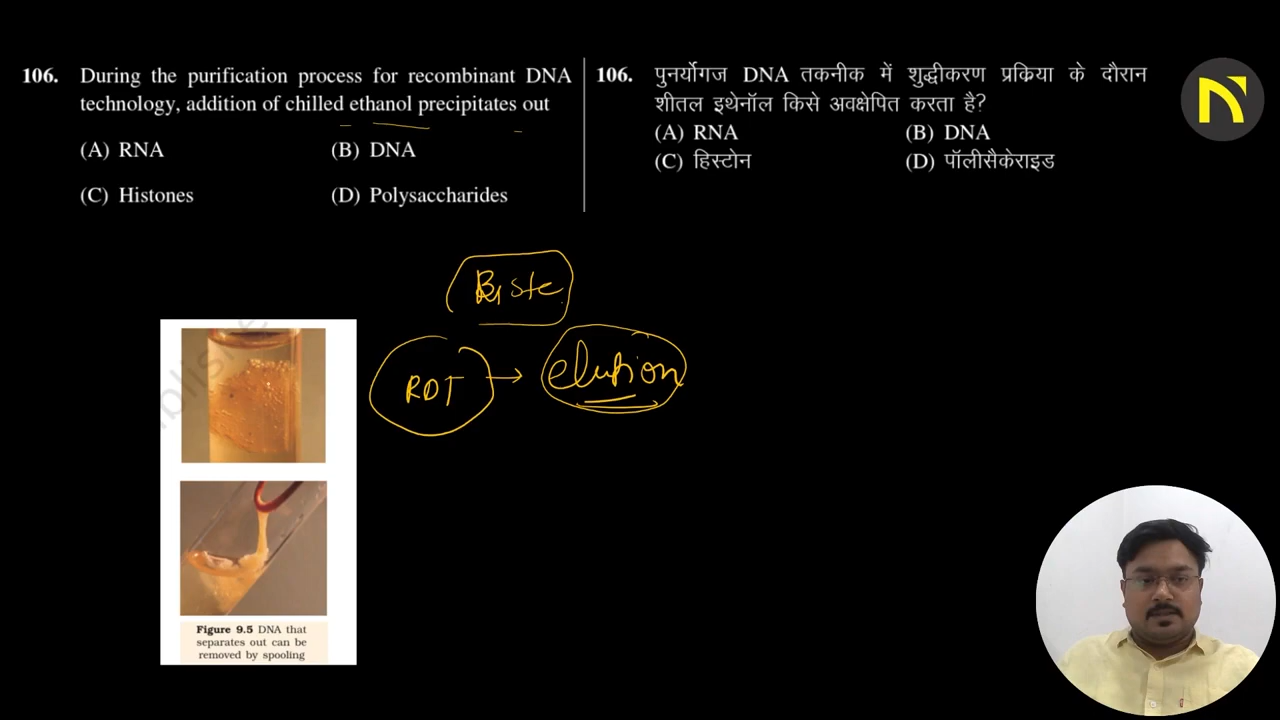 106. During the purification process for recombinant DNA
technology, addition of chilled ethanol precipitates out
(A) RNA (B) DNA
(C) Histones (D) Polysaccharides
106. पुनर्योगज DNA तकनीक में शुद्धीकरण प्रक्रिया के दौरान
शीतल इथेनॉल किसे अवक्षेपित करता है?
(A) RNA (B) DNA
(C) हिस्टोन (D) पॉलीसैकेराइड
RDT → elution
Figure 9.5 DNA that
separates out can be
removed by spooling